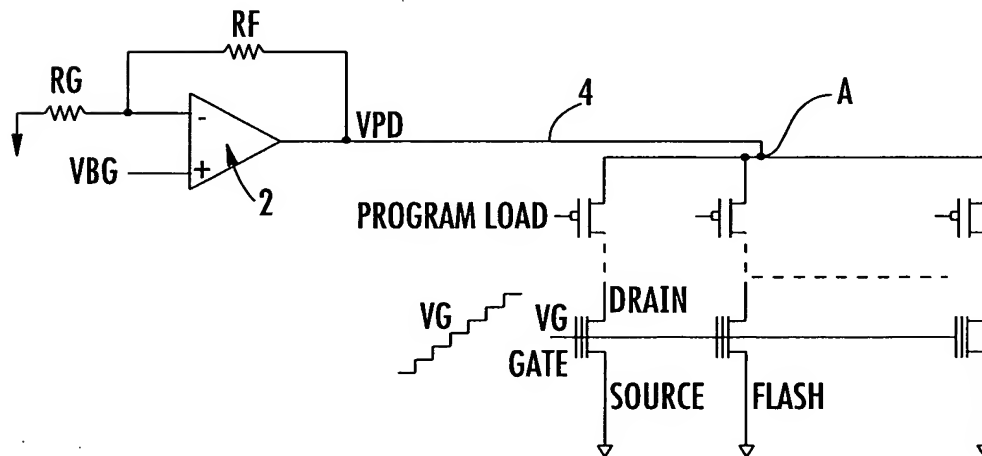 RF
RG
VPD
4
A
-
+
VBG
2
PROGRAM LOAD
DRAIN
VG
VG
GATE
SOURCE
FLASH